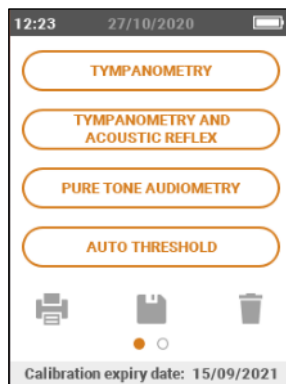 12:23 27/10/2020
TYMPANOMETRY
TYMPANOMETRY AND
ACOUSTIC REFLEX
PURE TONE AUDIOMETRY
AUTO THRESHOLD
Calibration expiry date: 15/09/2021